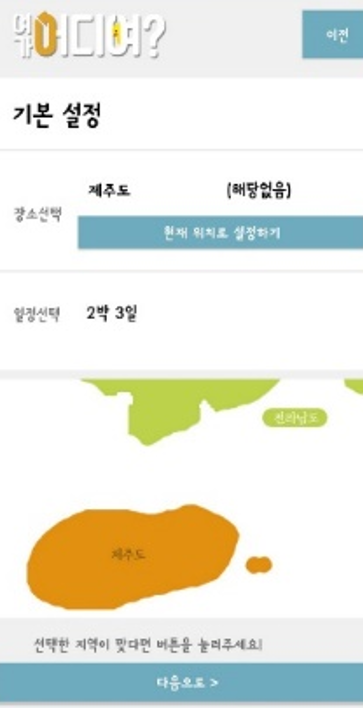 여긴어디여?
이전
기본 설정
제주도 (해당없음)
장소선택
현재 위치로 설정하기
일정선택 2박 3일
전라남도
제주도
선택한 지역이 맞다면 버튼을 눌러주세요!
다음으로 >